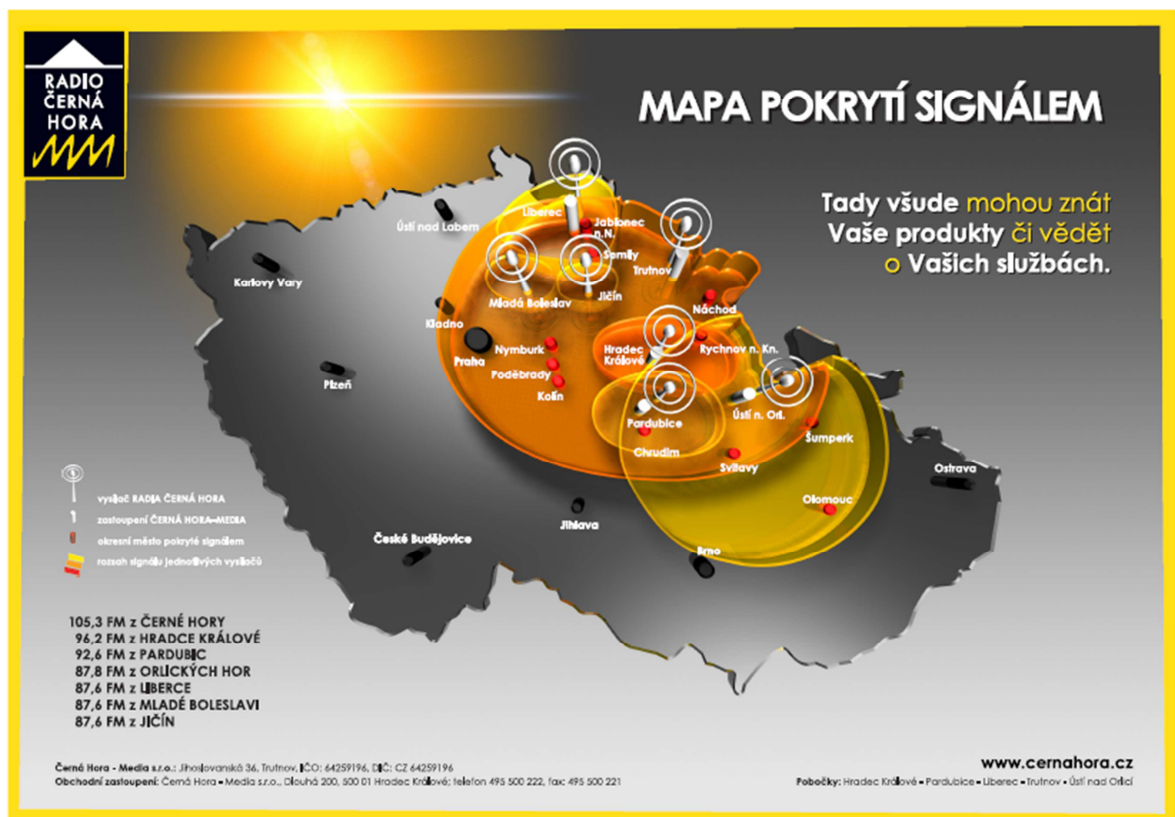 RADIO
ČERNÁ
HORA
MAPA POKRYTÍ SIGNÁLEM
Tady všude mohou znát
Vaše produkty či vědět
o Vašich službách.
Liberec
Jablonec
n.N.
Ústí nad Labem
Semily
Trutnov
Karlovy Vary
Mladá Boleslav
Jičín
Náchod
Kladno
Praha
Nymburk
Hradec
Králové
Rychnov n. Kn.
Poděbrady
Plzeň
Kolín
Pardubice
Ústí n. Orl.
Chrudim
Šumperk
Svitavy
Ostrava
Olomouc
Jihlava
České Budějovice
Brno
vysílač RADIA ČERNÁ HORA
zastoupení ČERNÁ HORA-MEDIA
okresní město pokryté signálem
rozsah signálu jednotlivých vysílačů
105,3 FM z ČERNÉ HORY
96,2 FM z HRADCE KRÁLOVÉ
92,6 FM z PARDUBIC
87,8 FM z ORLICKÝCH HOR
87,6 FM z LIBERCE
87,6 FM z MLADÉ BOLESLAVI
87,6 FM z JIČÍN
Černá Hora - Media s.r.o.: Jihoslovanská 36, Trutnov, IČO: 64259196, DIČ: CZ 64259196
Obchodní zastoupení: Černá Hora - Media s.r.o., Dlouhá 200, 500 01 Hradec Králové; telefon 495 500 222, fax: 495 500 221
www.cernahora.cz
Pobočky: Hradec Králové • Pardubice • Liberec • Trutnov • Ústí nad Orlicí